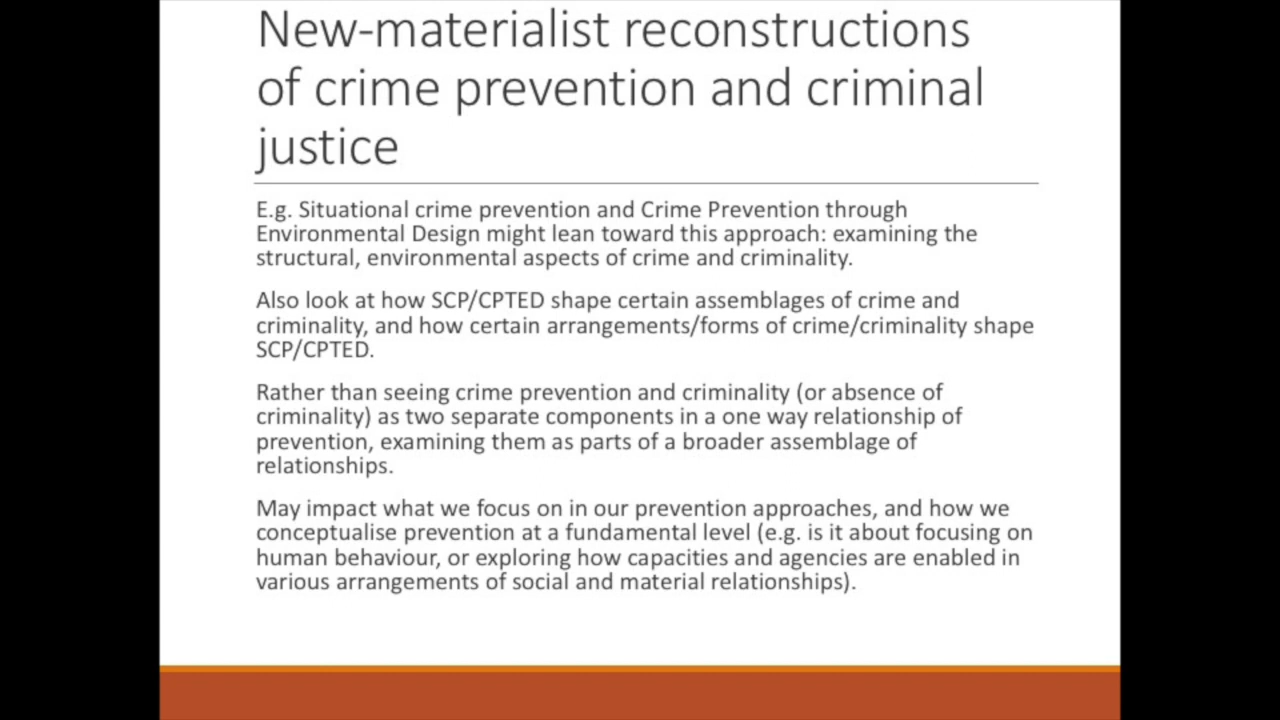 New-materialist reconstructions
of crime prevention and criminal
justice
E.g. Situational crime prevention and Crime Prevention through
Environmental Design might lean toward this approach: examining the
structural, environmental aspects of crime and criminality.
Also look at how SCP/CPTED shape certain assemblages of crime and
criminality, and how certain arrangements/forms of crime/criminality shape
SCP/CPTED.
Rather than seeing crime prevention and criminality (or absence of
criminality) as two separate components in a one way relationship of
prevention, examining them as parts of a broader assemblage of
relationships.
May impact what we focus on in our prevention approaches, and how we
conceptualise prevention at a fundamental level (e.g. is it about focusing on
human behaviour, or exploring how capacities and agencies are enabled in
various arrangements of social and material relationships).